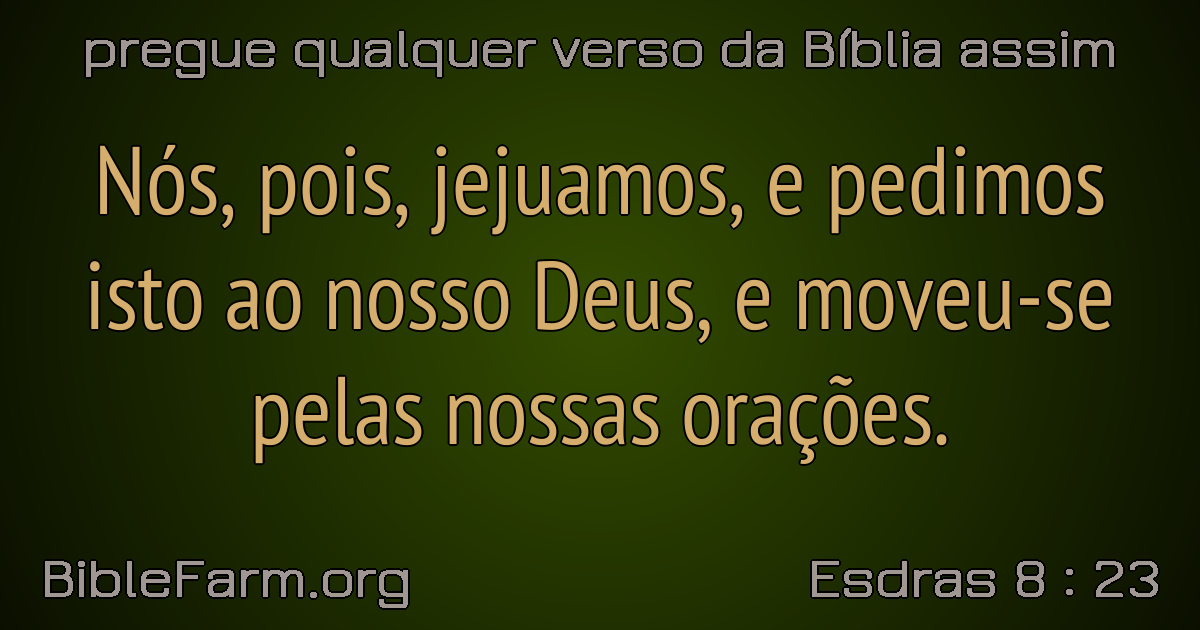 pregue qualquer verso da Bíblia assim
Nós, pois, jejuamos, e pedimos
isto ao nosso Deus, e moveu-se
pelas nossas orações.
BibleFarm.org
Esdras 8 : 23